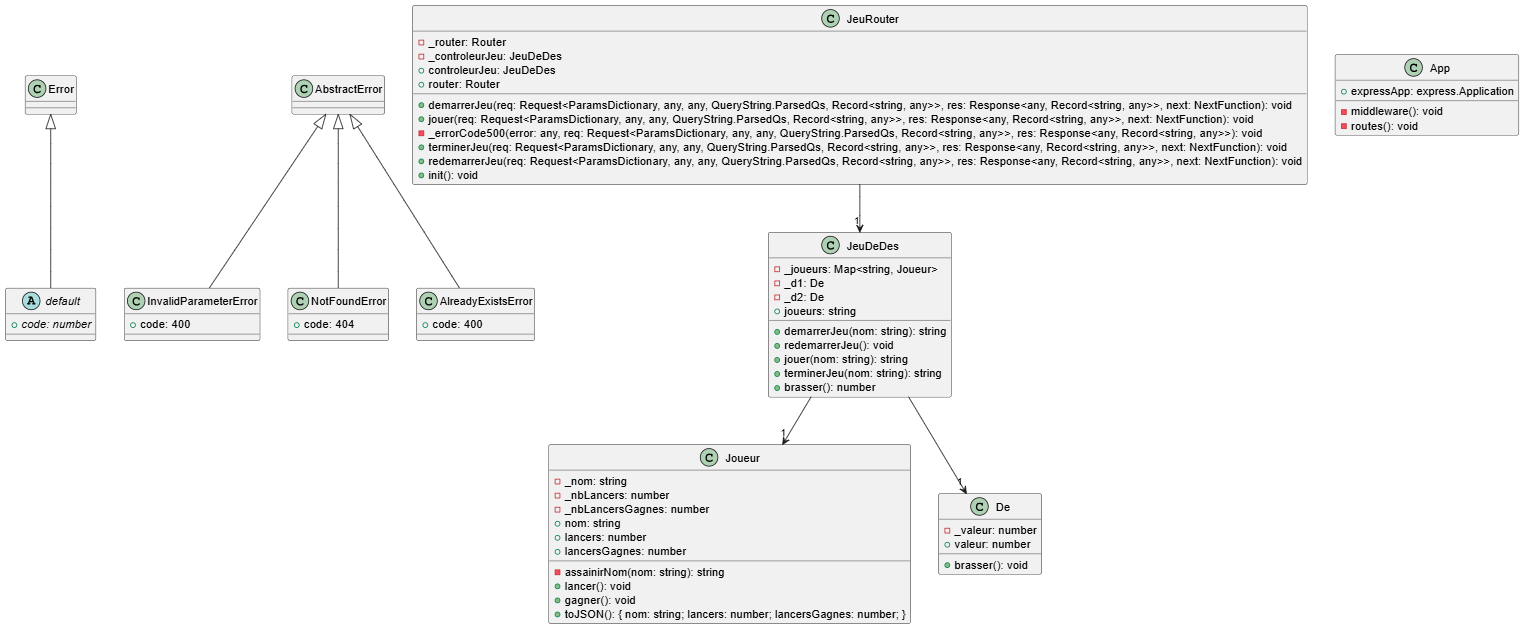 C JeuRouter
_router: Router
_controleurJeu: JeuDeDes
controleurJeu: JeuDeDes
router: Router
demarrerJeu(req: Request<ParamsDictionary, any, any, QueryString.ParsedQs, Record<string, any>>, res: Response<any, Record<string, any>>, next: NextFunction): void
jouer(req: Request<ParamsDictionary, any, any, QueryString.ParsedQs, Record<string, any>>, res: Response<any, Record<string, any>>, next: NextFunction): void
_errorCode500(error: any, req: Request<ParamsDictionary, any, any, QueryString.ParsedQs, Record<string, any>>, res: Response<any, Record<string, any>>): void
terminerJeu(req: Request<ParamsDictionary, any, any, QueryString.ParsedQs, Record<string, any>>, res: Response<any, Record<string, any>>, next: NextFunction): void
redemarrerJeu(req: Request<ParamsDictionary, any, any, QueryString.ParsedQs, Record<string, any>>, res: Response<any, Record<string, any>>, next: NextFunction): void
init(): void
C Error
C AbstractError
C App
expressApp: express.Application
middleware(): void
routes(): void
1
A default
code: number
C InvalidParameterError
code: 400
C NotFoundError
code: 404
C AlreadyExistsError
code: 400
C JeuDeDes
_joueurs: Map<string, Joueur>
_d1: De
_d2: De
joueurs: string
demarrerJeu(nom: string): string
redemarrerJeu(): void
jouer(nom: string): string
terminerJeu(nom: string): string
brasser(): number
1
1
C Joueur
_nom: string
_nbLancers: number
_nbLancersGagnes: number
nom: string
lancers: number
lancersGagnes: number
assainirNom(nom: string): string
lancer(): void
gagner(): void
toJSON(): { nom: string; lancers: number; lancersGagnes: number; }
C De
_valeur: number
valeur: number
brasser(): void